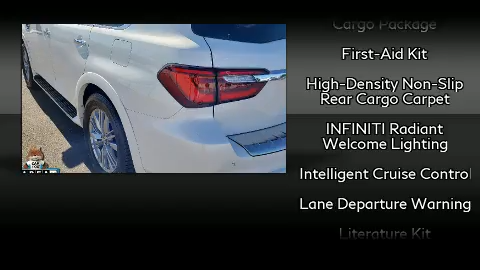 Cargo Package
First-Aid Kit
High-Density Non-Slip
Rear Cargo Carpet
INFINITI Radiant
Welcome Lighting
Intelligent Cruise Control
Lane Departure Warning
Literature Kit